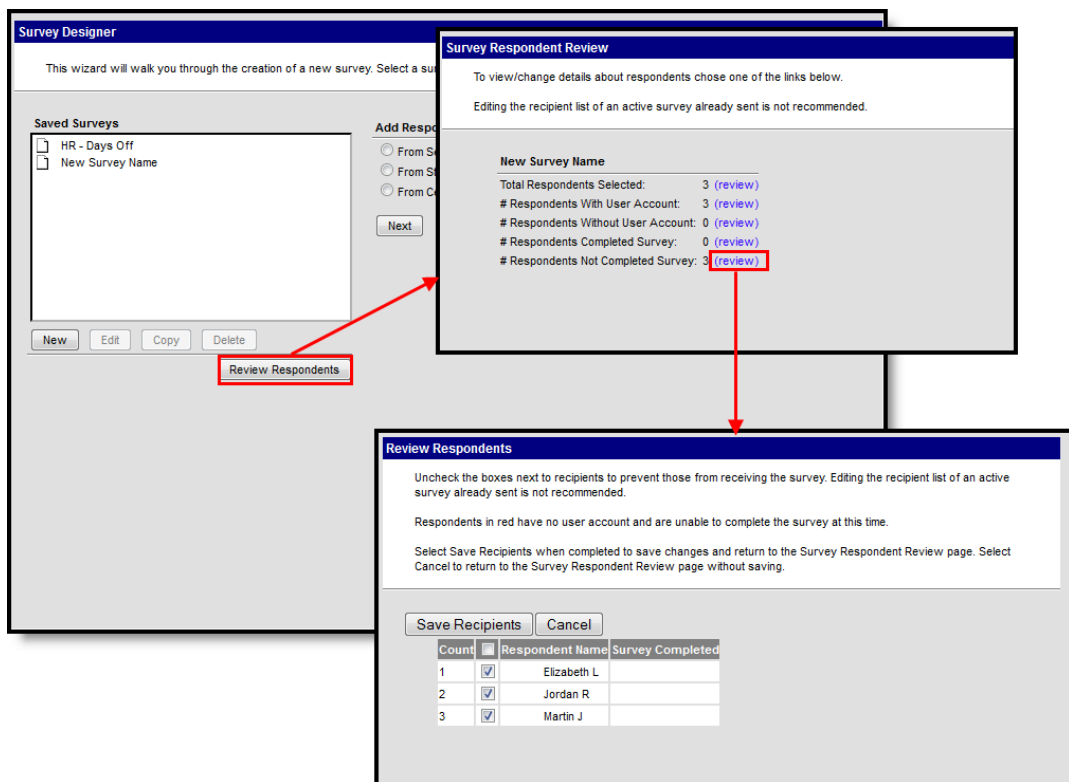 Survey Designer
This wizard will walk you through the creation of a new survey. Select a
Saved Surveys
HR - Days Off
New Survey Name
Add
From
From
From
Next
New
Edit
Copy
Delete
Review Respondents
Survey Respondent Review
To view/change details about respondents chose one of the links below.
Editing the recipient list of an active survey already sent is not recommended.
New Survey Name
Total Respondents Selected: 3 (review)
# Respondents With User Account: 3 (review)
# Respondents Without User Account: 0 (review)
# Respondents Completed Survey: 0 (review)
# Respondents Not Completed Survey: 3 (review)
Review Respondents
Uncheck the boxes next to recipients to prevent those from receiving the survey. Editing the recipient list of an active
survey already sent is not recommended.
Respondents in red have no user account and are unable to complete the survey at this time.
Select Save Recipients when completed to save changes and return to the Survey Respondent Review page. Select
Cancel to return to the Survey Respondent Review page without saving.
Save Recipients Cancel
Count Respondent Name Survey Completed
1 Elizabeth L
2 Jordan R
3 Martin J